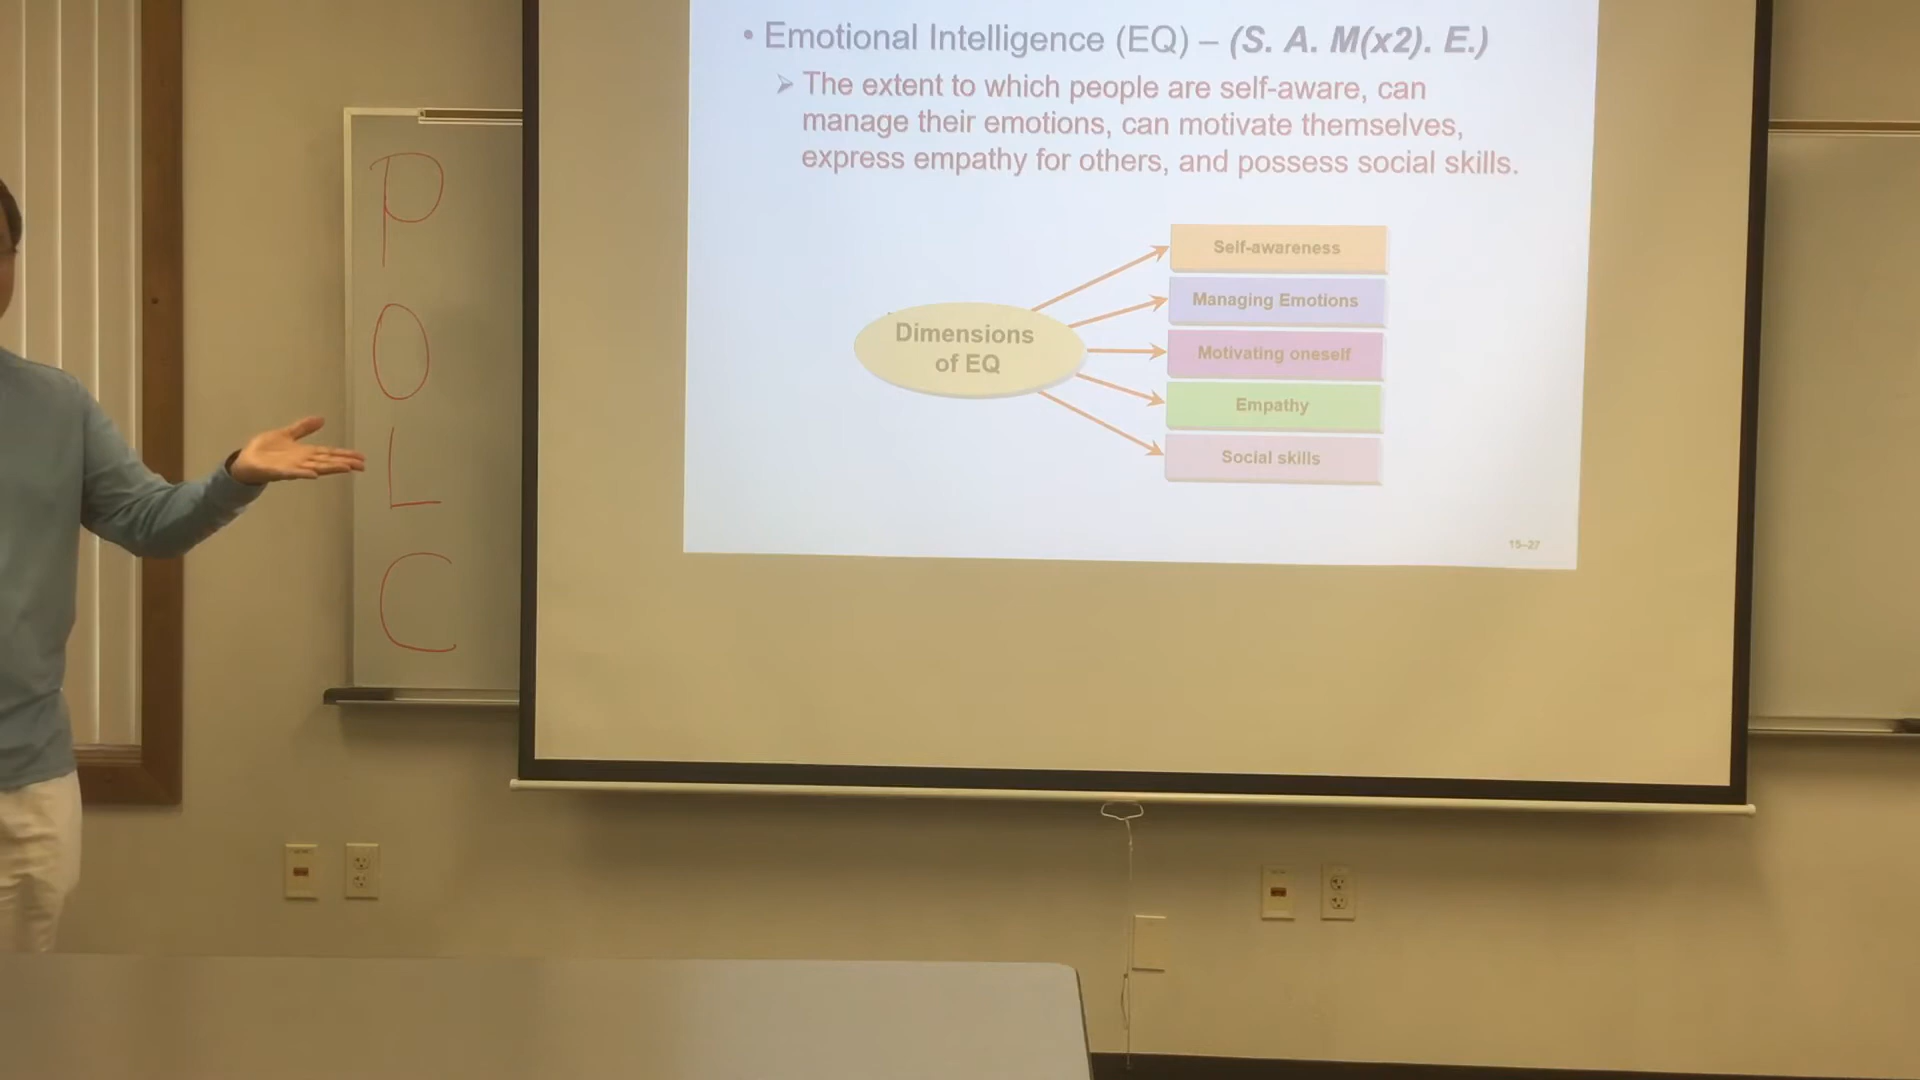 P
O
L
C
• Emotional Intelligence (EQ) – (S. A. M(x2). E.)
➢ The extent to which people are self-aware, can
manage their emotions, can motivate themselves,
express empathy for others, and possess social skills.
Dimensions
of EQ
Self-awareness
Managing Emotions
Motivating oneself
Empathy
Social skills
15–27